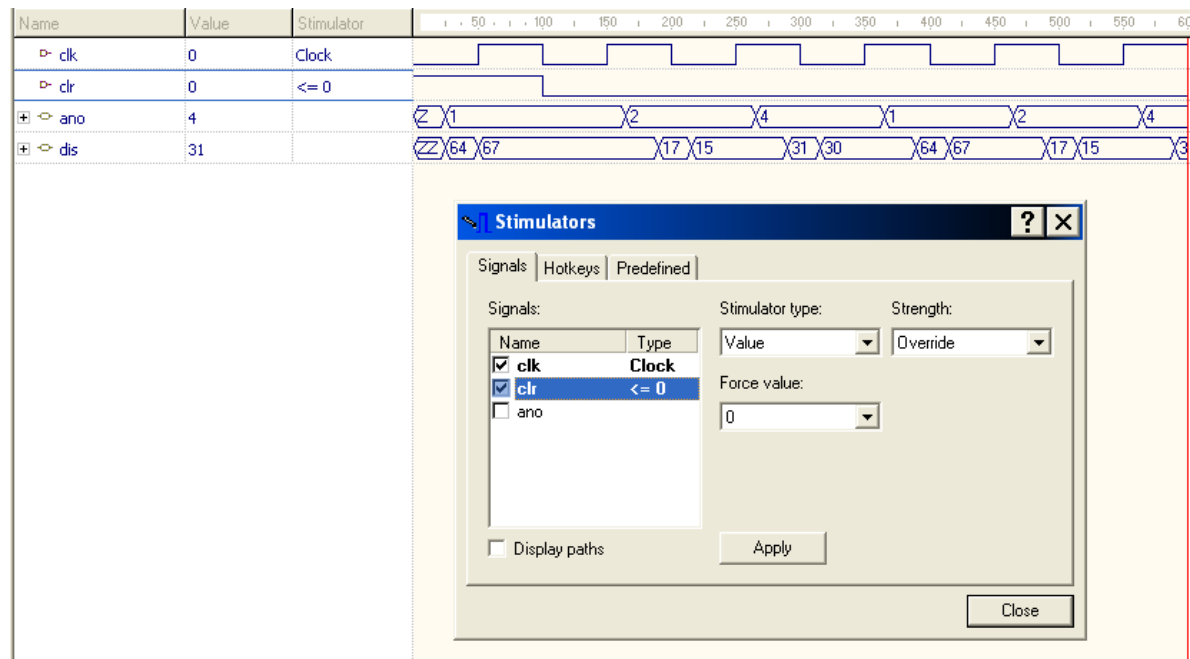 Name Value Stimulator 50 100 150 200 250 300 350 400 450 500 550 60
clk 0 Clock
clr 0 <= 0
ano 4 Z 1 2 4 1 2 4
dis 31 ZZ 64 67 17 15 31 30 64 67 17 15 3
Stimulators
Signals Hotkeys Predefined
Signals: Stimulator type: Strength:
Name Type Value Override
clk Clock
clr <= 0 Force value:
ano 0
Display paths Apply
Close